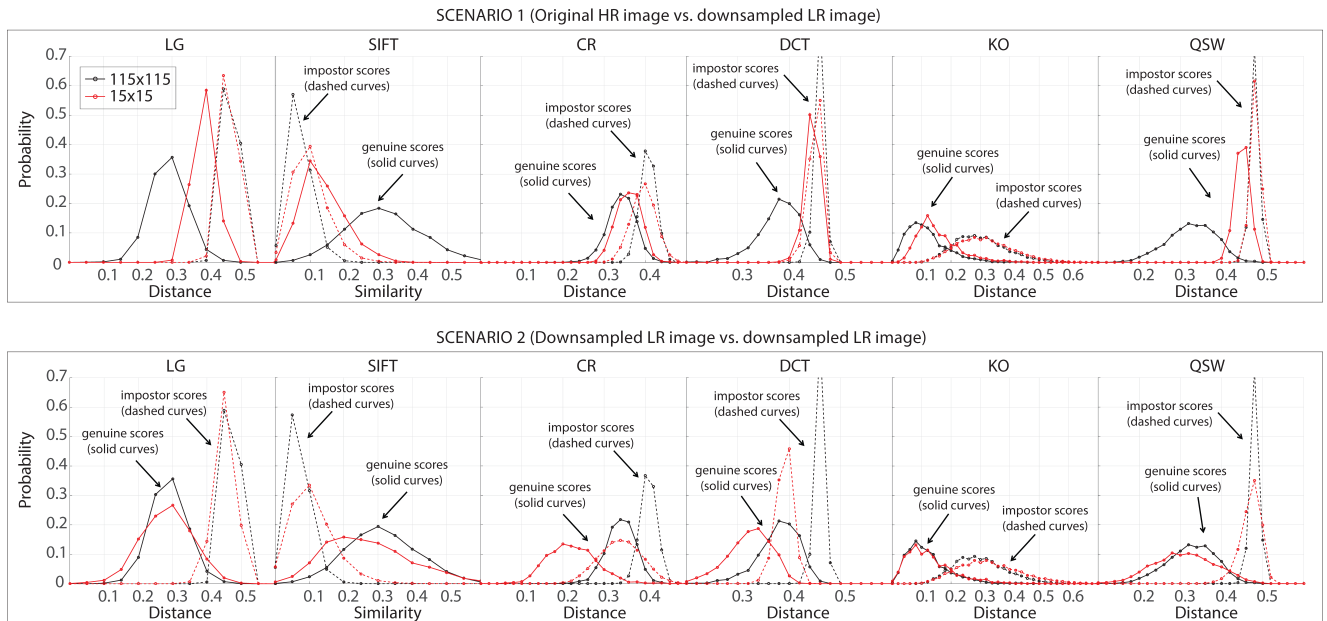 SCENARIO 1 (Original HR image vs. downsampled LR image)
LG SIFT CR DCT KO QSW
0.7
0.6
0.5
0.4
0.3
0.2
0.1
0
Probability
115x115
15x15
impostor scores
(dashed curves)
genuine scores
(solid curves)
impostor scores
(dashed curves)
genuine scores
(solid curves)
impostor scores
(dashed curves)
genuine scores
(solid curves)
genuine scores
(solid curves)
impostor scores
(dashed curves)
impostor scores
(dashed curves)
genuine scores
(solid curves)
0.1 0.2 0.3 0.4 0.5 0.1 0.2 0.3 0.4 0.5 0.2 0.3 0.4 0.3 0.4 0.5 0.1 0.2 0.3 0.4 0.5 0.6 0.2 0.3 0.4 0.5
Distance Similarity Distance Distance Distance Distance
SCENARIO 2 (Downsampled LR image vs. downsampled LR image)
LG SIFT CR DCT KO QSW
0.7
0.6
0.5
0.4
0.3
0.2
0.1
0
Probability
impostor scores
(dashed curves)
genuine scores
(solid curves)
impostor scores
(dashed curves)
genuine scores
(solid curves)
impostor scores
(dashed curves)
genuine scores
(solid curves)
impostor scores
(dashed curves)
genuine scores
(solid curves)
genuine scores
(solid curves)
impostor scores
(dashed curves)
impostor scores
(dashed curves)
genuine scores
(solid curves)
0.1 0.2 0.3 0.4 0.5 0.1 0.2 0.3 0.4 0.5 0.1 0.2 0.3 0.4 0.3 0.4 0.5 0.1 0.2 0.3 0.4 0.5 0.6 0.2 0.3 0.4 0.5
Distance Similarity Distance Distance Distance Distance